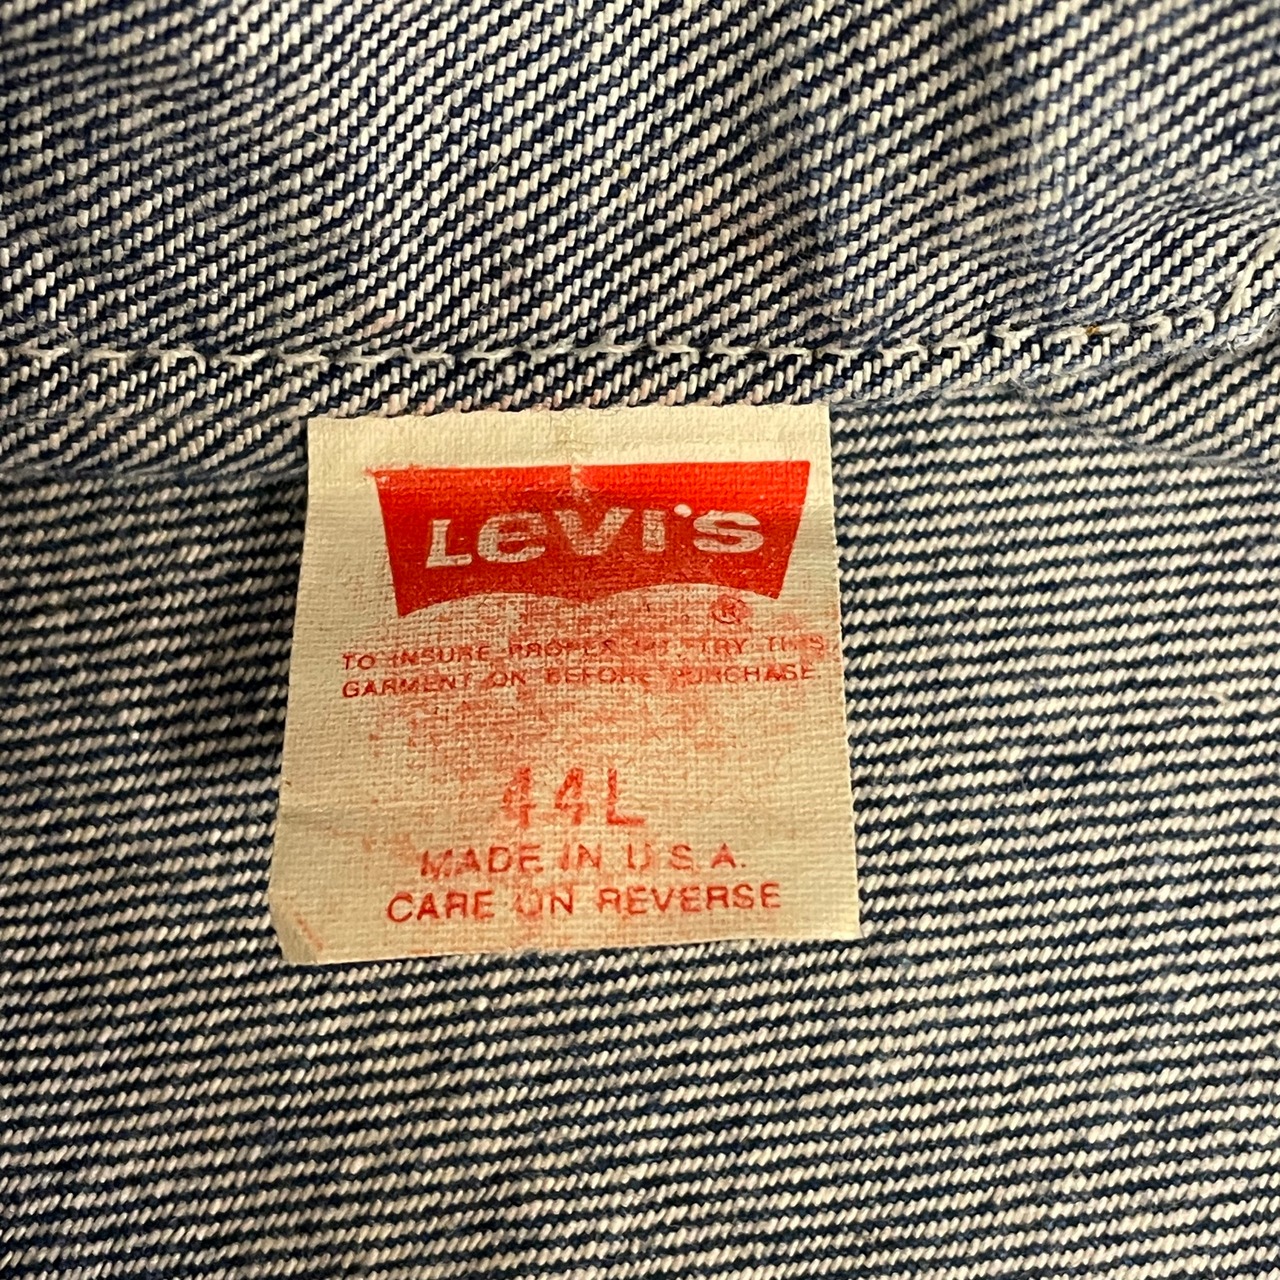 Levi's
®
TO INSURE PROPER FIT TRY THIS
GARMENT ON BEFORE PURCHASE
44L
MADE IN U.S.A.
CARE ON REVERSE